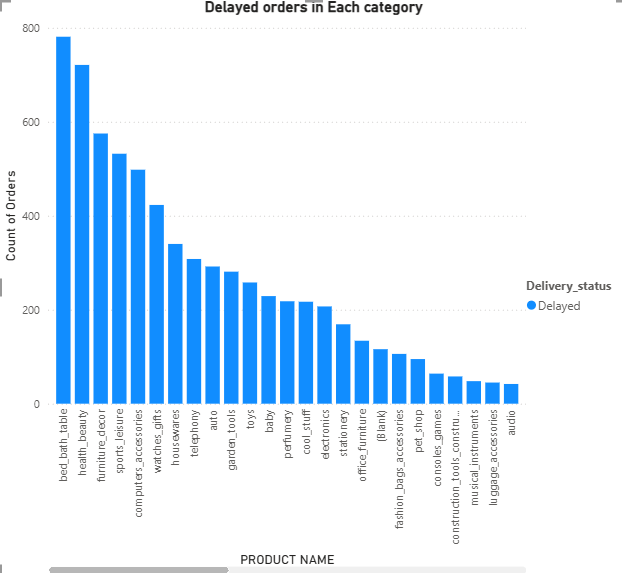 Delayed orders in Each category
800
600
400
200
0
Count of Orders
bed_bath_table
health_beauty
furniture_decor
sports_leisure
computers_accessories
watches_gifts
housewares
telephony
auto
garden_tools
toys
baby
perfumery
cool_stuff
electronics
stationery
office_furniture
(Blank)
fashion_bags_accessories
pet_shop
consoles_games
construction_tools_constru...
musical_instruments
luggage_accessories
audio
PRODUCT NAME
Delivery_status
Delayed